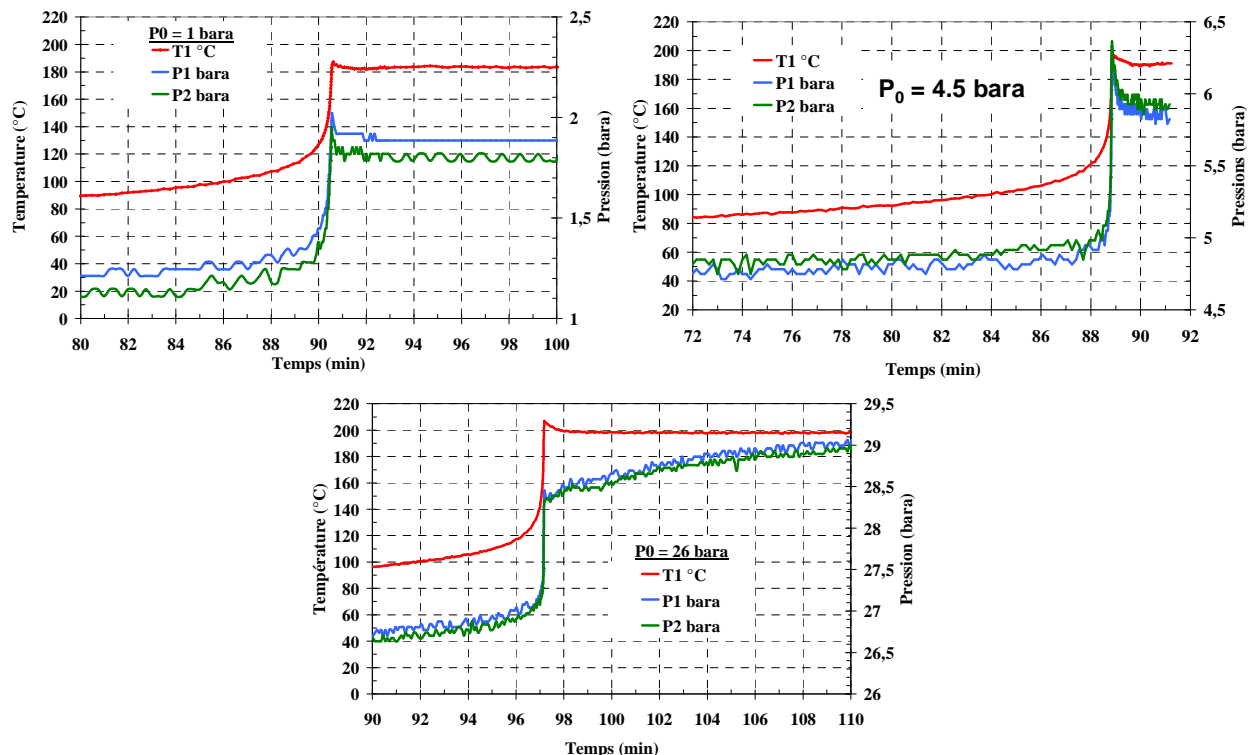 P0 = 1 bara
T1 °C
P1 bara
P2 bara
Temperature (°C)
220
200
180
160
140
120
100
80
60
40
20
0
2,5
2
1,5
1
Pression (bara)
80 82 84 86 88 90 92 94 96 98 100
Temps (min)
T1 °C
P1 bara
P2 bara
P0 = 4.5 bara
Temperature (°C)
220
200
180
160
140
120
100
80
60
40
20
6,5
6
5,5
5
4,5
Pressions (bara)
72 74 76 78 80 82 84 86 88 90 92
Temps (min)
P0 = 26 bara
T1 °C
P1 bara
P2 bara
Température (°C)
220
200
180
160
140
120
100
80
60
40
20
0
29,5
29
28,5
28
27,5
27
26,5
26
Pression (bara)
90 92 94 96 98 100 102 104 106 108 110
Temps (min)